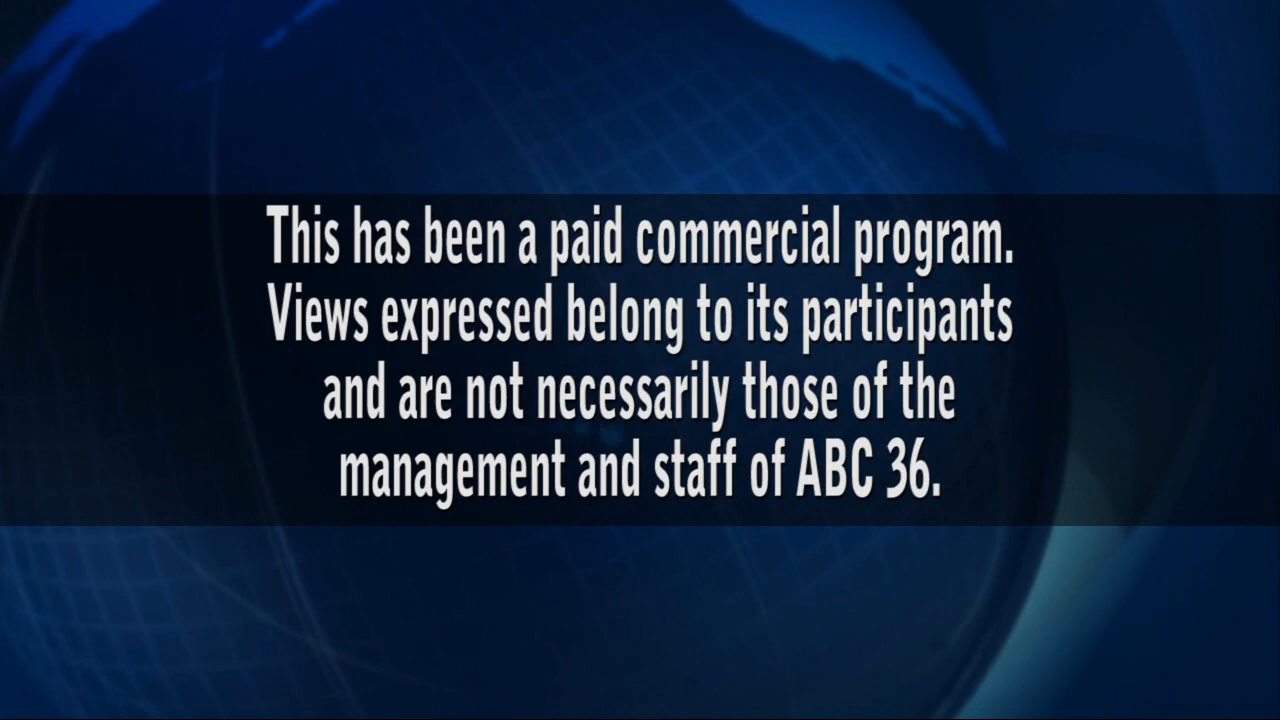 This has been a paid commercial program.
Views expressed belong to its participants
and are not necessarily those of the
management and staff of ABC 36.